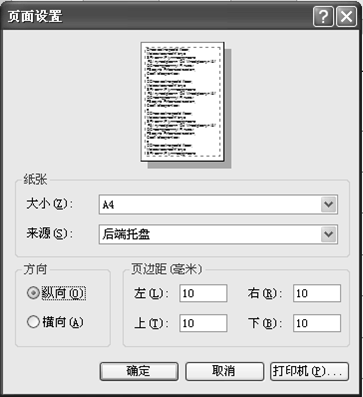 页面设置
纸张
大小(Z): A4
来源(S): 后端托盘
方向
纵向(O)
横向(A)
页边距(毫米)
左(L): 10 右(R): 10
上(T): 10 下(B): 10
确定 取消 打印机(P)...